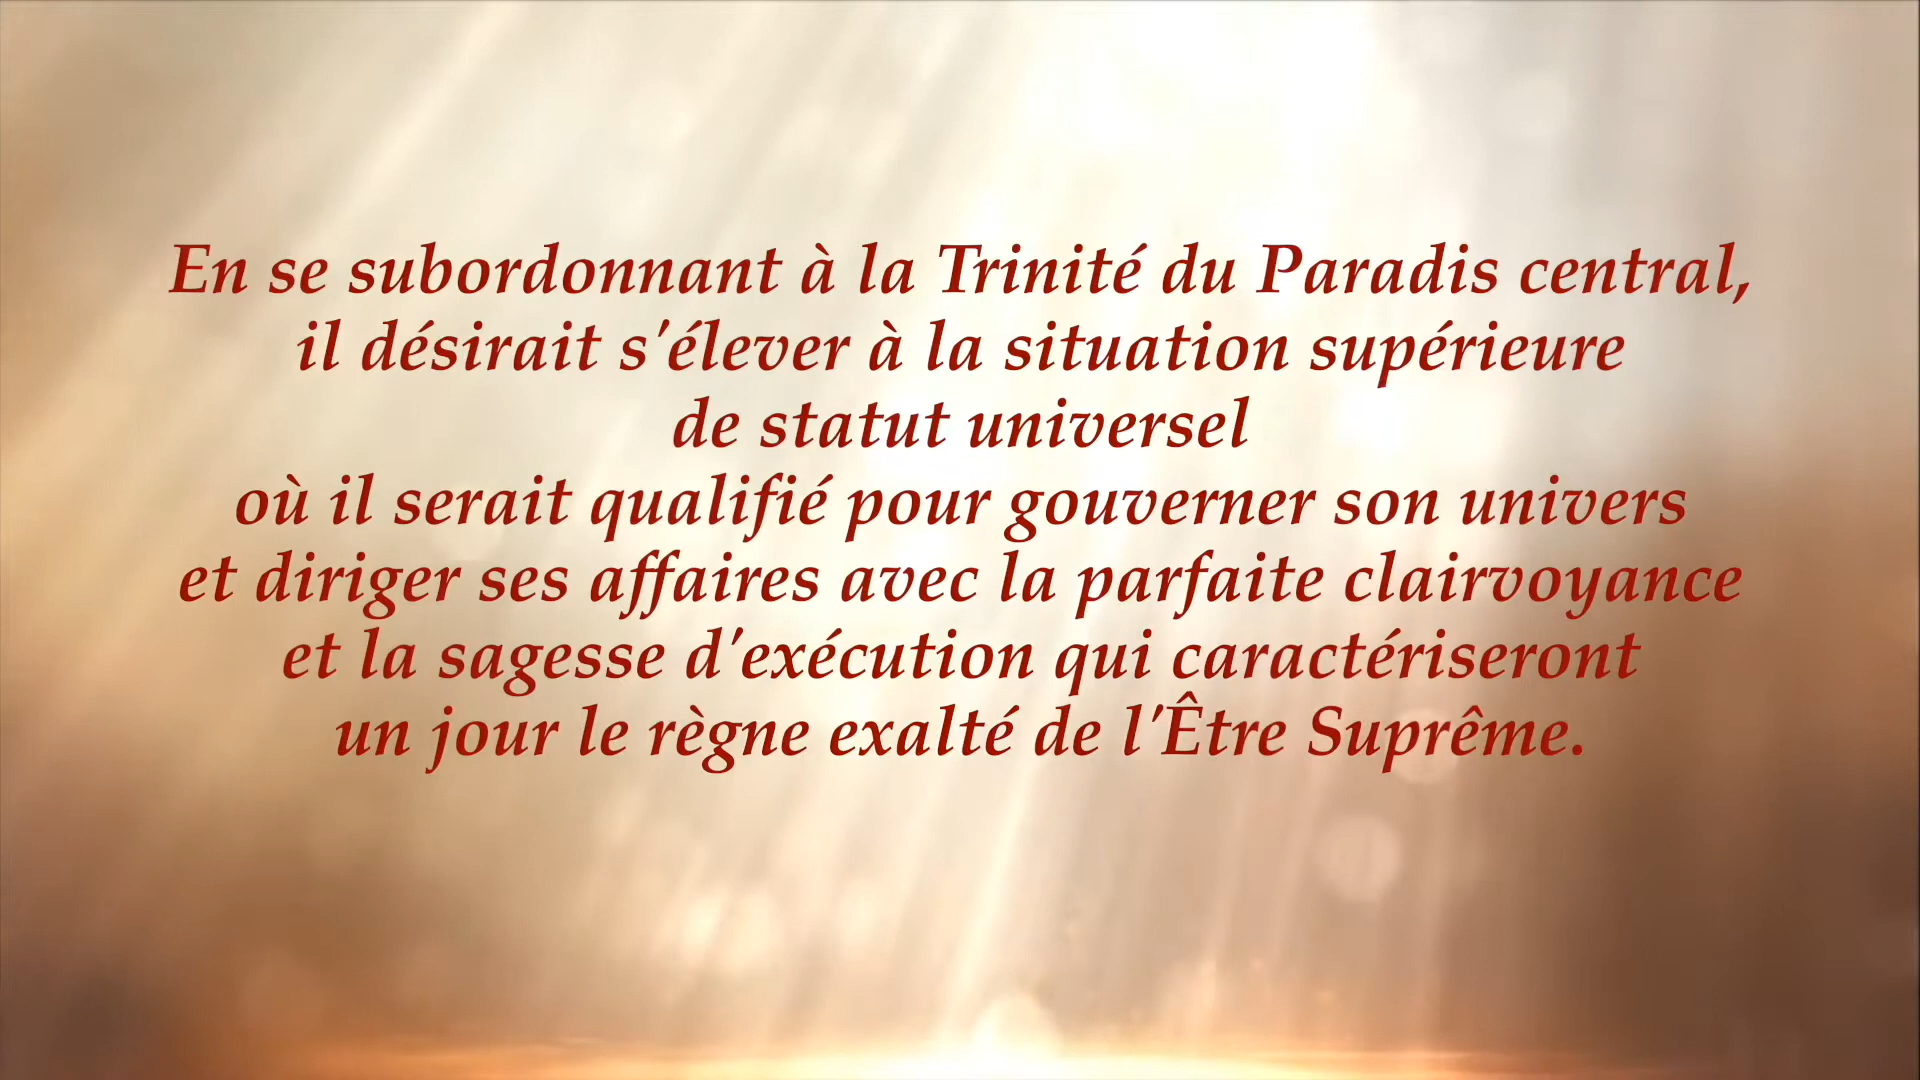 En se subordonnant à la Trinité du Paradis central,
il désirait s'élever à la situation supérieure
de statut universel
où il serait qualifié pour gouverner son univers
et diriger ses affaires avec la parfaite clairvoyance
et la sagesse d'exécution qui caractériseront
un jour le règne exalté de l'Être Suprême.